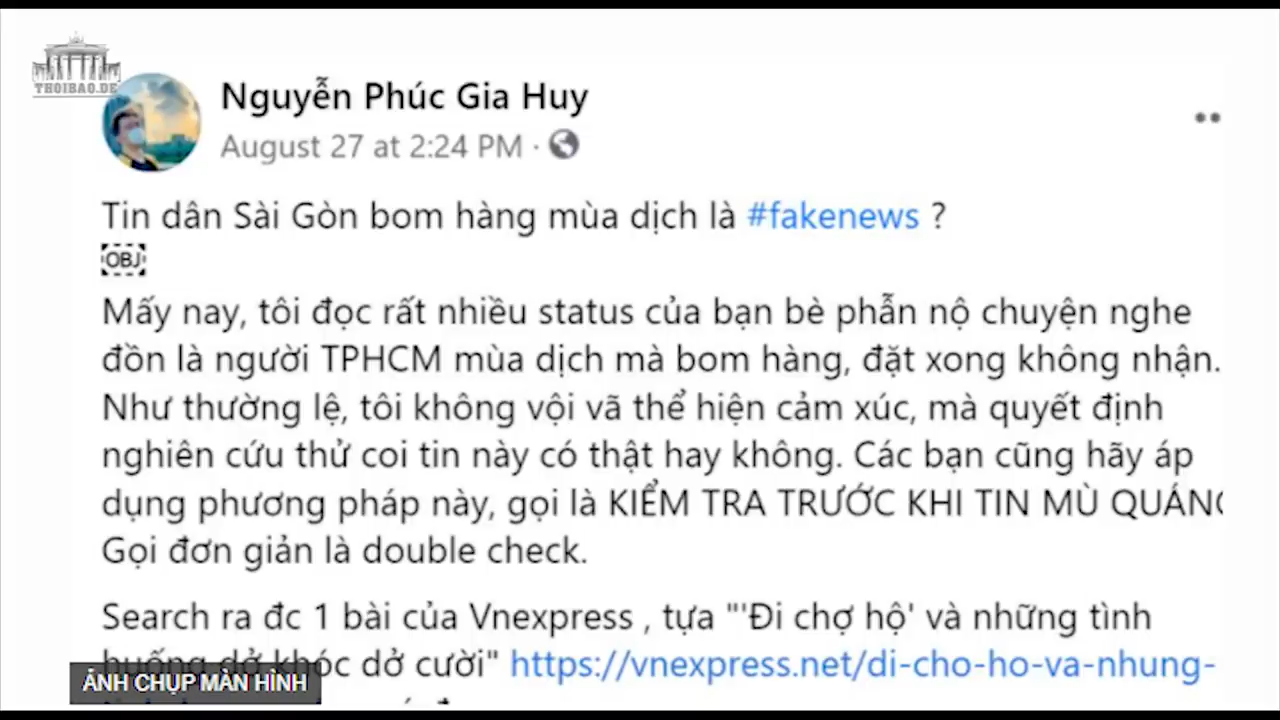 THOIBAO.DE
Nguyễn Phúc Gia Huy
August 27 at 2:24 PM ·
Tin dân Sài Gòn bom hàng mùa dịch là #fakenews ?
OBJ
Mấy nay, tôi đọc rất nhiều status của bạn bè phẫn nộ chuyện nghe
đồn là người TPHCM mùa dịch mà bom hàng, đặt xong không nhận.
Như thường lệ, tôi không vội vã thể hiện cảm xúc, mà quyết định
nghiên cứu thử coi tin này có thật hay không. Các bạn cũng hãy áp
dụng phương pháp này, gọi là KIỂM TRA TRƯỚC KHI TIN MÙ QUÁNG
Gọi đơn giản là double check.
Search ra đc 1 bài của Vnexpress , tựa "'Đi chợ hộ' và những tình
huống dở khóc dở cười" https://vnexpress.net/di-cho-ho-va-nhung-
ẢNH CHỤP MÀN HÌNH